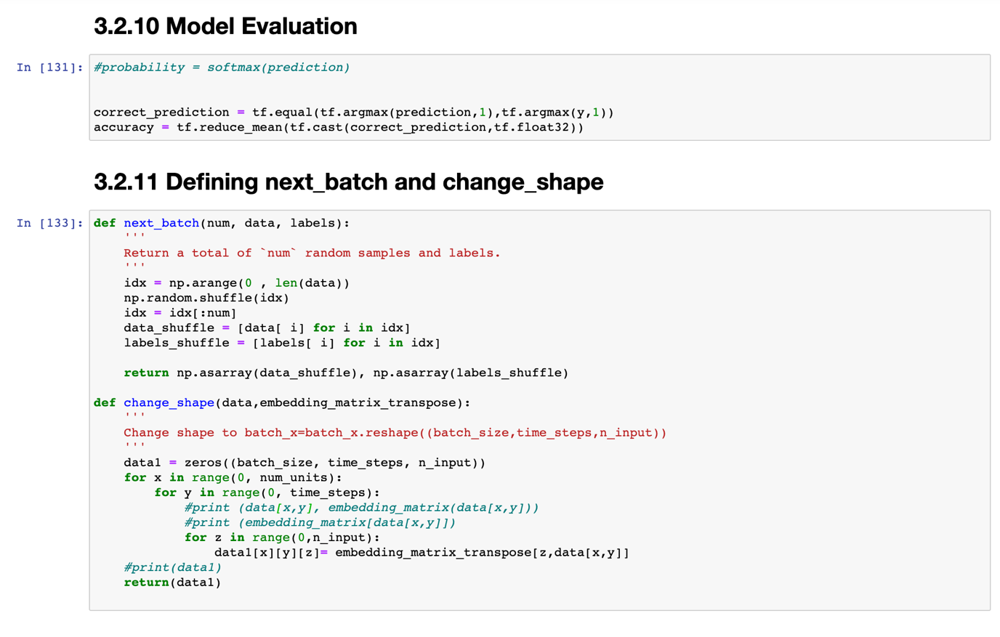 3.2.10 Model Evaluation
In [131]: #probability = softmax(prediction)
correct_prediction = tf.equal(tf.argmax(prediction,1),tf.argmax(y,1))
accuracy = tf.reduce_mean(tf.cast(correct_prediction,tf.float32))
3.2.11 Defining next_batch and change_shape
In [133]: def next_batch(num, data, labels):
    '''
    Return a total of `num` random samples and labels.
    '''
    idx = np.arange(0 , len(data))
    np.random.shuffle(idx)
    idx = idx[:num]
    data_shuffle = [data[ i] for i in idx]
    labels_shuffle = [labels[ i] for i in idx]
    return np.asarray(data_shuffle), np.asarray(labels_shuffle)
def change_shape(data,embedding_matrix_transpose):
    '''
    Change shape to batch_x=batch_x.reshape((batch_size,time_steps,n_input))
    '''
    data1 = zeros((batch_size, time_steps, n_input))
    for x in range(0, num_units):
        for y in range(0, time_steps):
            #print (data[x,y], embedding_matrix(data[x,y]))
            #print (embedding_matrix[data[x,y]])
            for z in range(0,n_input):
                data1[x][y][z]= embedding_matrix_transpose[z,data[x,y]]
    #print(data1)
    return(data1)